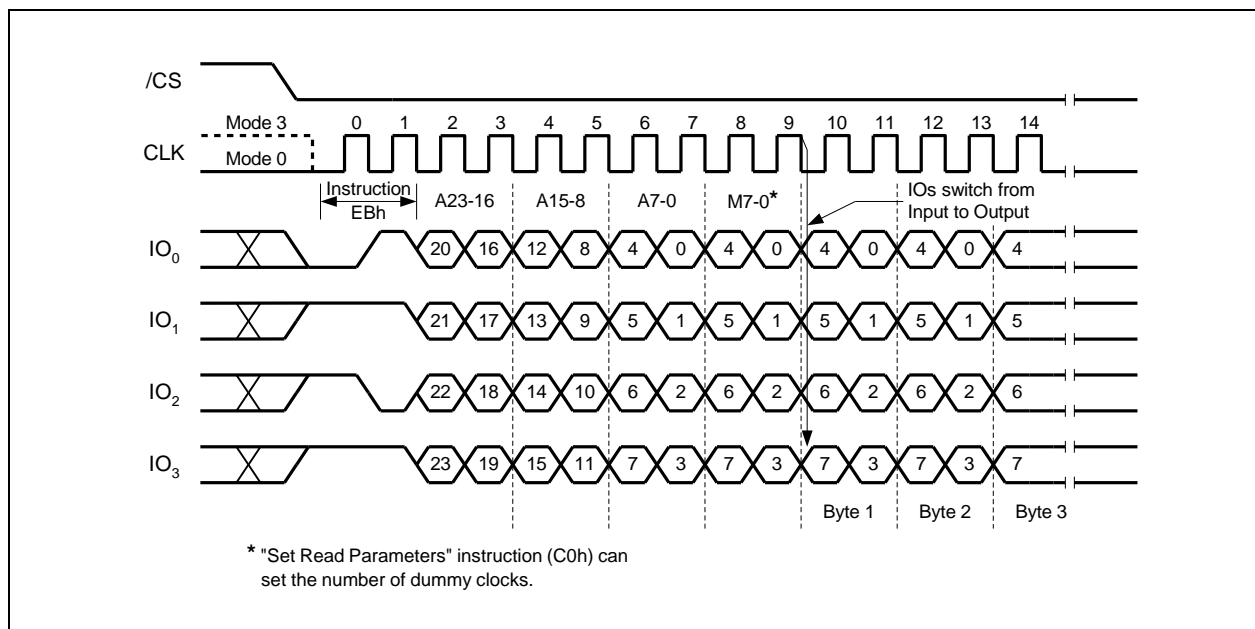 /CS
Mode 3 0 1 2 3 4 5 6 7 8 9 10 11 12 13 14
CLK
Mode 0
Instruction
EBh
A23-16 A15-8 A7-0 M7-0*
IOs switch from
Input to Output
IO0 20 16 12 8 4 0 4 0 4 0 4 0 4
IO1 21 17 13 9 5 1 5 1 5 1 5 1 5
IO2 22 18 14 10 6 2 6 2 6 2 6 2 6
IO3 23 19 15 11 7 3 7 3 7 3 7 3 7
Byte 1 Byte 2 Byte 3
* "Set Read Parameters" instruction (C0h) can
set the number of dummy clocks.